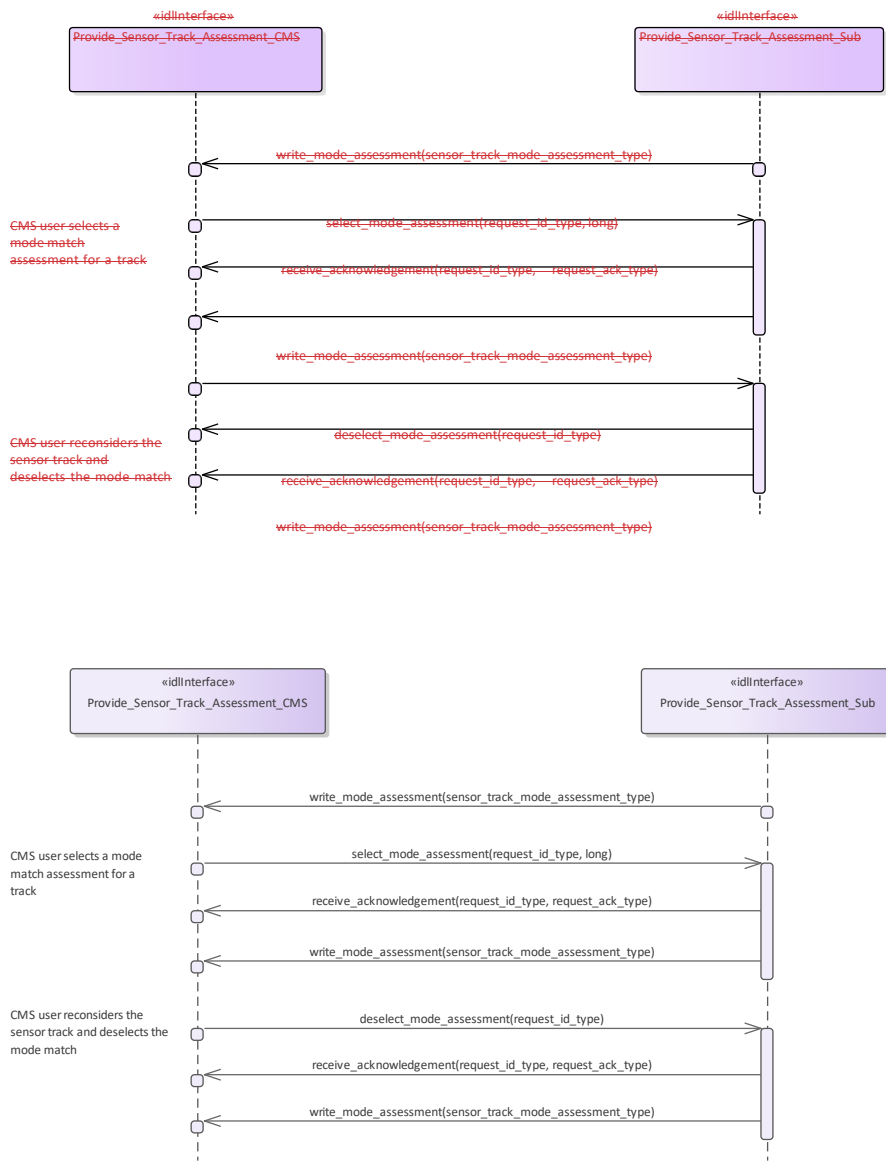 «idlInterface»
«idlInterface»
Provide_Sensor_Track_Assessment_CMS
Provide_Sensor_Track_Assessment_Sub
write_mode_assessment(sensor_track_mode_assessment_type)
CMS user selects a
mode match
assessment for a track
select_mode_assessment(request_id_type, long)
receive_acknowledgement(request_id_type, request_ack_type)
write_mode_assessment(sensor_track_mode_assessment_type)
CMS user reconsiders the
sensor track and
deselects the mode match
deselect_mode_assessment(request_id_type)
receive_acknowledgement(request_id_type, request_ack_type)
write_mode_assessment(sensor_track_mode_assessment_type)
«idlInterface»
«idlInterface»
Provide_Sensor_Track_Assessment_CMS
Provide_Sensor_Track_Assessment_Sub
write_mode_assessment(sensor_track_mode_assessment_type)
CMS user selects a mode
match assessment for a
track
select_mode_assessment(request_id_type, long)
receive_acknowledgement(request_id_type, request_ack_type)
write_mode_assessment(sensor_track_mode_assessment_type)
CMS user reconsiders the
sensor track and deselects the
mode match
deselect_mode_assessment(request_id_type)
receive_acknowledgement(request_id_type, request_ack_type)
write_mode_assessment(sensor_track_mode_assessment_type)